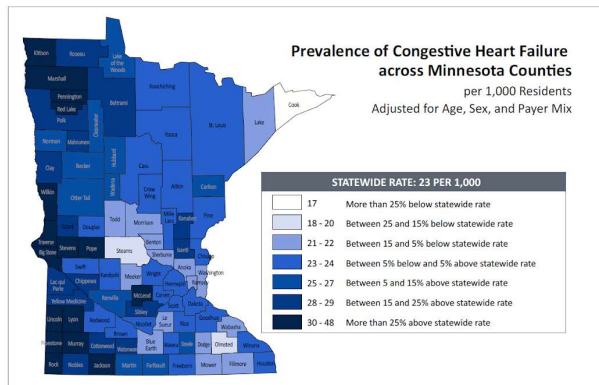 Prevalence of Congestive Heart Failure
across Minnesota Counties
per 1,000 Residents
Adjusted for Age, Sex, and Payer Mix
STATEWIDE RATE: 23 PER 1,000
17 More than 25% below statewide rate
18 - 20 Between 25 and 15% below statewide rate
21 - 22 Between 15 and 5% below statewide rate
23 - 24 Between 5% below and 5% above statewide rate
25 - 27 Between 5 and 15% above statewide rate
28 - 29 Between 15 and 25% above statewide rate
30 - 48 More than 25% above statewide rate
Kittson
Roseau
Lake
of the
Woods
Marshall
Koochiching
Pennington
Red Lake
Beltrami
Polk
Clearwater
Cook
St. Louis
Lake
Itasca
Norman
Mahnomen
Hubbard
Cass
Clay
Becker
Wadena
Crow
Wing
Aitkin
Carlton
Wilkin
Otter Tail
Todd
Morrison
Mille
Lacs
Kanabec
Pine
Grant
Douglas
Traverse
Big Stone
Stevens
Pope
Stearns
Benton
Sherburne
Isanti
Chisago
Swift
Kandiyohi
Meeker
Wright
Anoka
Washington
Ramsey
Hennepin
Lac qui
Parle
Chippewa
Yellow Medicine
Renville
McLeod
Carver
Scott
Dakota
Sibley
Lincoln
Lyon
Redwood
Nicollet
Le
Sueur
Rice
Goodhue
Wabasha
Brown
Pipestone
Murray
Cottonwood
Watonwan
Blue
Earth
Waseca
Steele
Dodge
Olmsted
Winona
Rock
Nobles
Jackson
Martin
Faribault
Freeborn
Mower
Fillmore
Houston